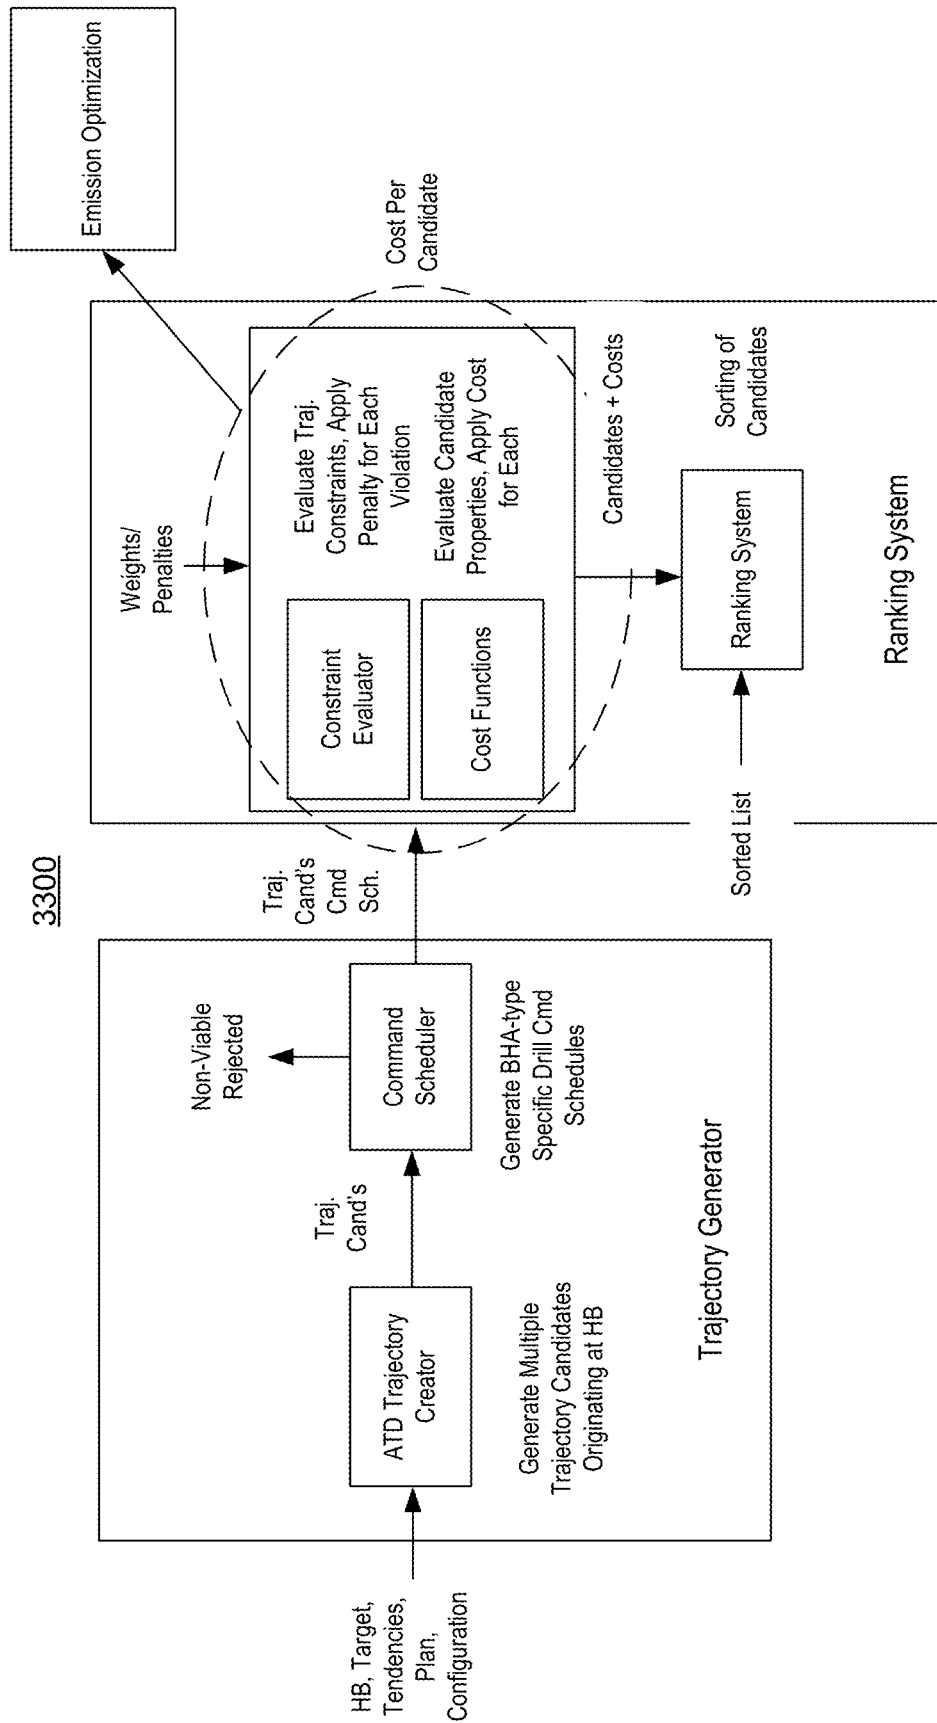 3300
HB, Target,
Tendencies,
Plan,
Configuration
ATD Trajectory
Creator
Generate Multiple
Trajectory Candidates
Originating at HB
Traj.
Cand's
Non-Viable
Rejected
Command
Scheduler
Generate BHA-type
Specific Drill Cmd
Schedules
Trajectory Generator
Traj.
Cand's
Cmd
Sch.
Weights/
Penalties
Constraint
Evaluator
Evaluate Traj.
Constraints, Apply
Penalty for Each
Violation
Cost Functions
Evaluate Candidate
Properties, Apply Cost
for Each
Cost Per
Candidate
Emission Optimization
Candidates + Costs
Sorted List
Ranking System
Sorting of
Candidates
Ranking System